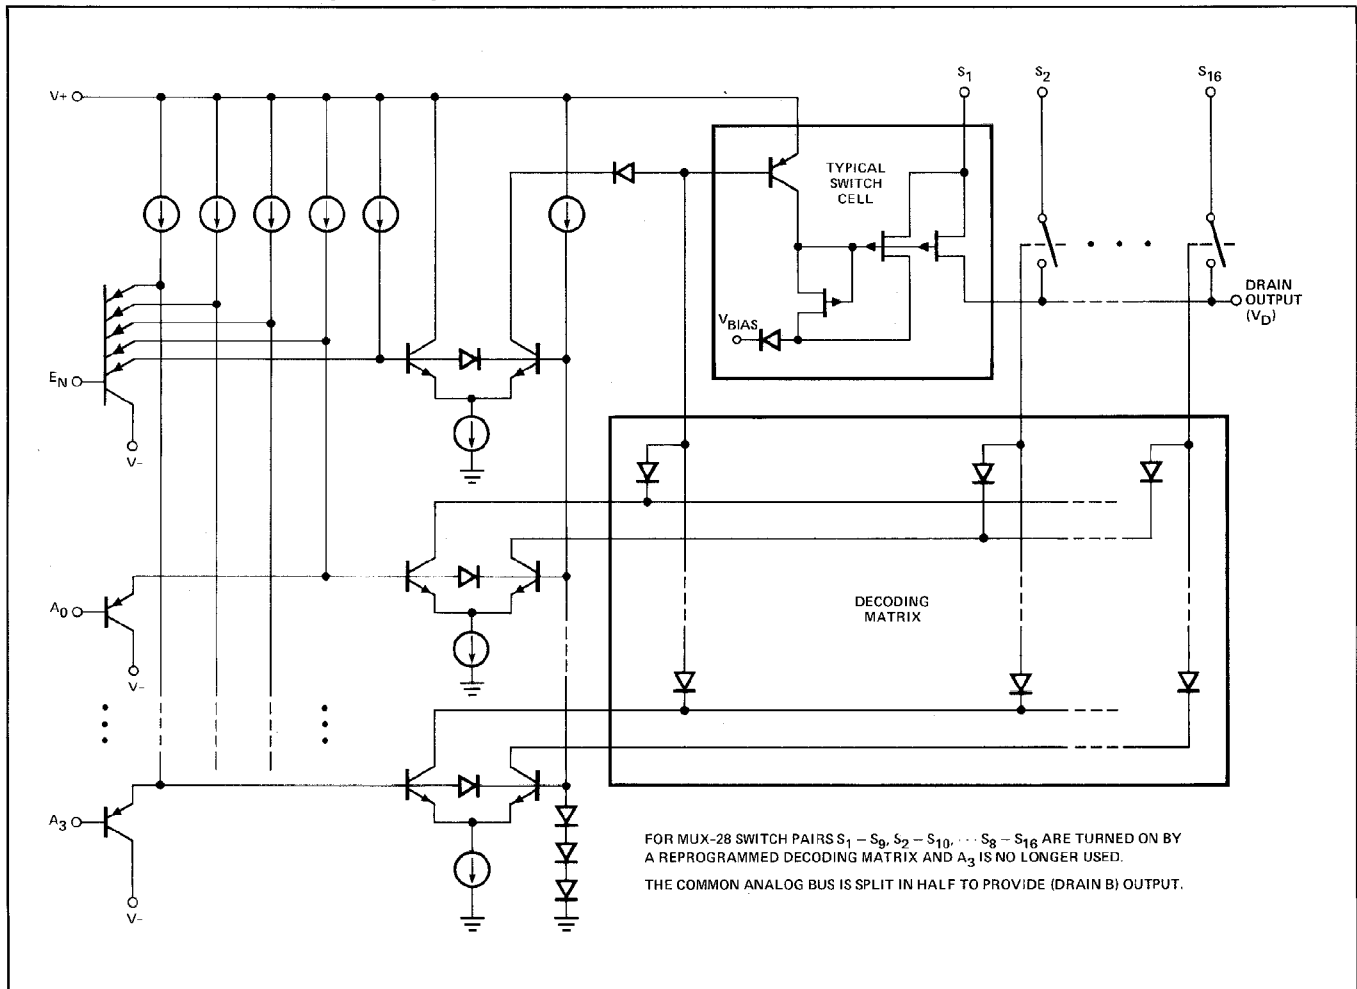 S1
S2
S16
V+
TYPICAL
SWITCH
CELL
DRAIN
OUTPUT
(VD)
VBIAS
EN
V-
A0
DECODING
MATRIX
V-
A3
V-
FOR MUX-28 SWITCH PAIRS S1 – S9, S2 – S10, ··· S8 – S16 ARE TURNED ON BY
A REPROGRAMMED DECODING MATRIX AND A3 IS NO LONGER USED.
THE COMMON ANALOG BUS IS SPLIT IN HALF TO PROVIDE (DRAIN B) OUTPUT.